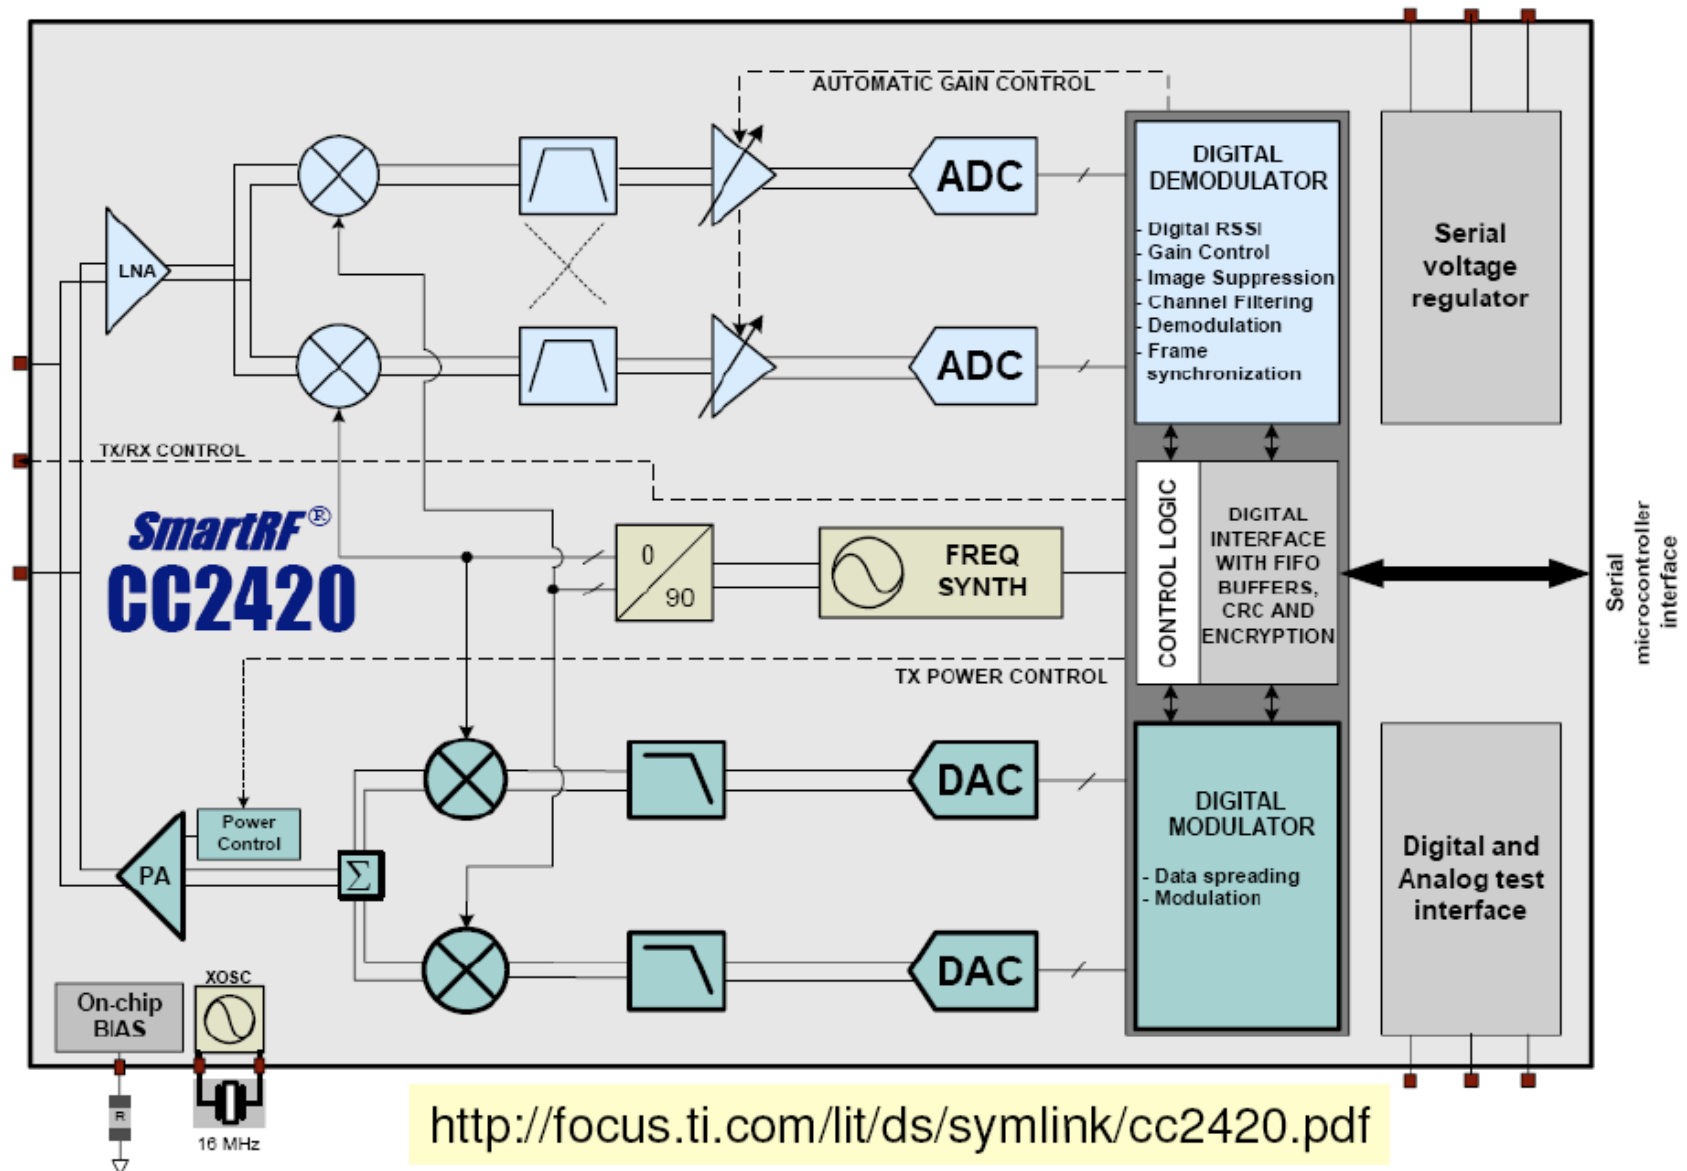 AUTOMATIC GAIN CONTROL
LNA
ADC
ADC
DIGITAL
DEMODULATOR
- Digital RSSI
- Gain Control
- Image Suppression
- Channel Filtering
- Demodulation
- Frame
synchronization
Serial
voltage
regulator
TX/RX CONTROL
SmartRF®
CC2420
0
90
FREQ
SYNTH
CONTROL LOGIC
DIGITAL
INTERFACE
WITH FIFO
BUFFERS,
CRC AND
ENCRYPTION
Serial
microcontroller
interface
TX POWER CONTROL
Power
Control
PA
Σ
DAC
DAC
DIGITAL
MODULATOR
- Data spreading
- Modulation
Digital and
Analog test
interface
On-chip
BIAS
XOSC
R
16 MHz
http://focus.ti.com/lit/ds/symlink/cc2420.pdf